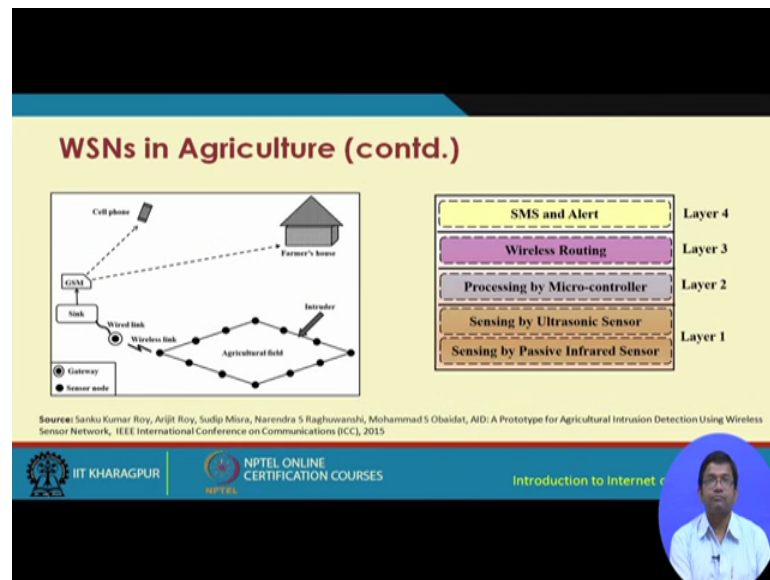 WSNs in Agriculture (contd.)
Cell phone
Farmer's house
GSM
Sink
Wired link
Wireless link
Intruder
Agricultural field
Gateway
Sensor node
SMS and Alert
Layer 4
Wireless Routing
Layer 3
Processing by Micro-controller
Layer 2
Sensing by Ultrasonic Sensor
Layer 1
Sensing by Passive Infrared Sensor
Source: Sanku Kumar Roy, Arijit Roy, Sudip Misra, Narendra S Raghuwanshi, Mohammad S Obaidat, AID: A Prototype for Agricultural Intrusion Detection Using Wireless
Sensor Network, IEEE International Conference on Communications (ICC), 2015
IIT KHARAGPUR
NPTEL
NPTEL ONLINE
CERTIFICATION COURSES
Introduction to Internet